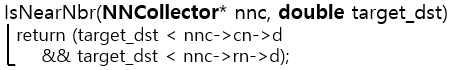 IsNearNbr(NNCollector* nnc, double target_dst)
return (target_dst < nnc->cn->d
&& target_dst < nnc->rn->d);